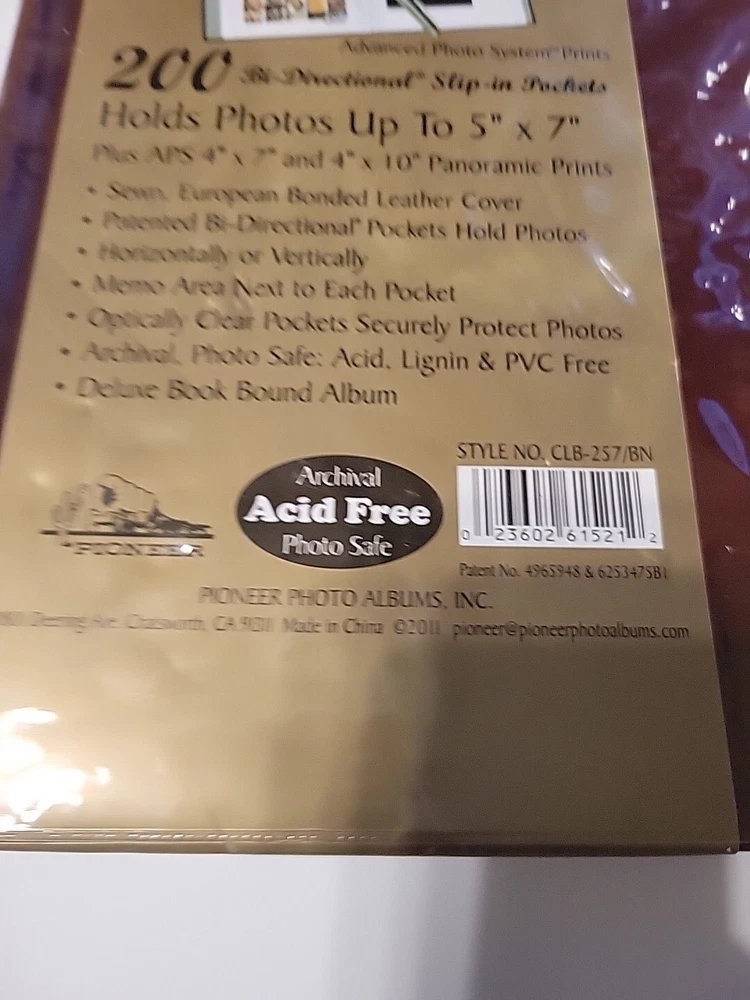 Advanced Photo System™ Prints
200 Bi-Directional® Slip-in Pockets
Holds Photos Up To 5" x 7"
Plus APS 4" x 7" and 4" x 10" Panoramic Prints
• Sewn, European Bonded Leather Cover
• Patented Bi-Directional® Pockets Hold Photos
• Horizontally or Vertically
• Memo Area Next to Each Pocket
• Optically Clear Pockets Securely Protect Photos
• Archival, Photo Safe: Acid, Lignin & PVC Free
• Deluxe Book Bound Album
STYLE NO. CLB-257/BN
Archival
Acid Free
Photo Safe
PIONEER
0 23602 61521 2
Patent No. 4965948 & 6253475B1
PIONEER PHOTO ALBUMS, INC.
Deering Ave. Chatsworth, CA 91311 Made in China ©2011 pioneer@pioneerphotoalbums.com